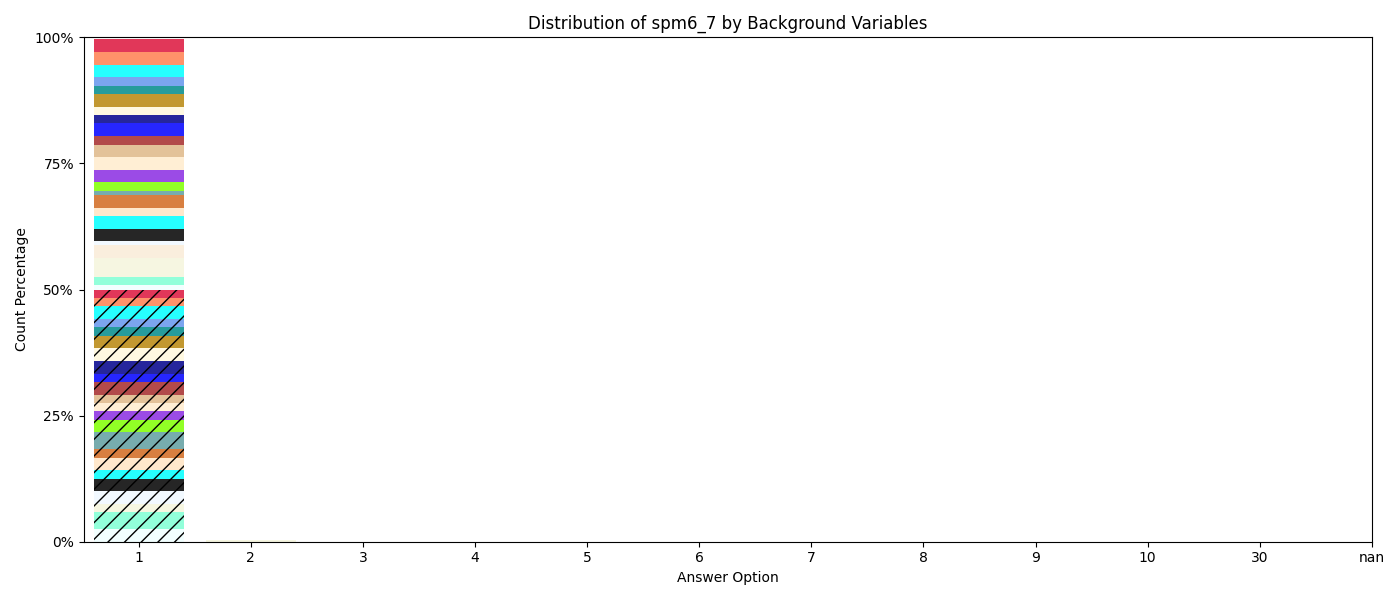 Distribution of spm6_7 by Background Variables
100%
75%
50%
25%
0%
Count Percentage
1 2 3 4 5 6 7 8 9 10 30 nan
Answer Option